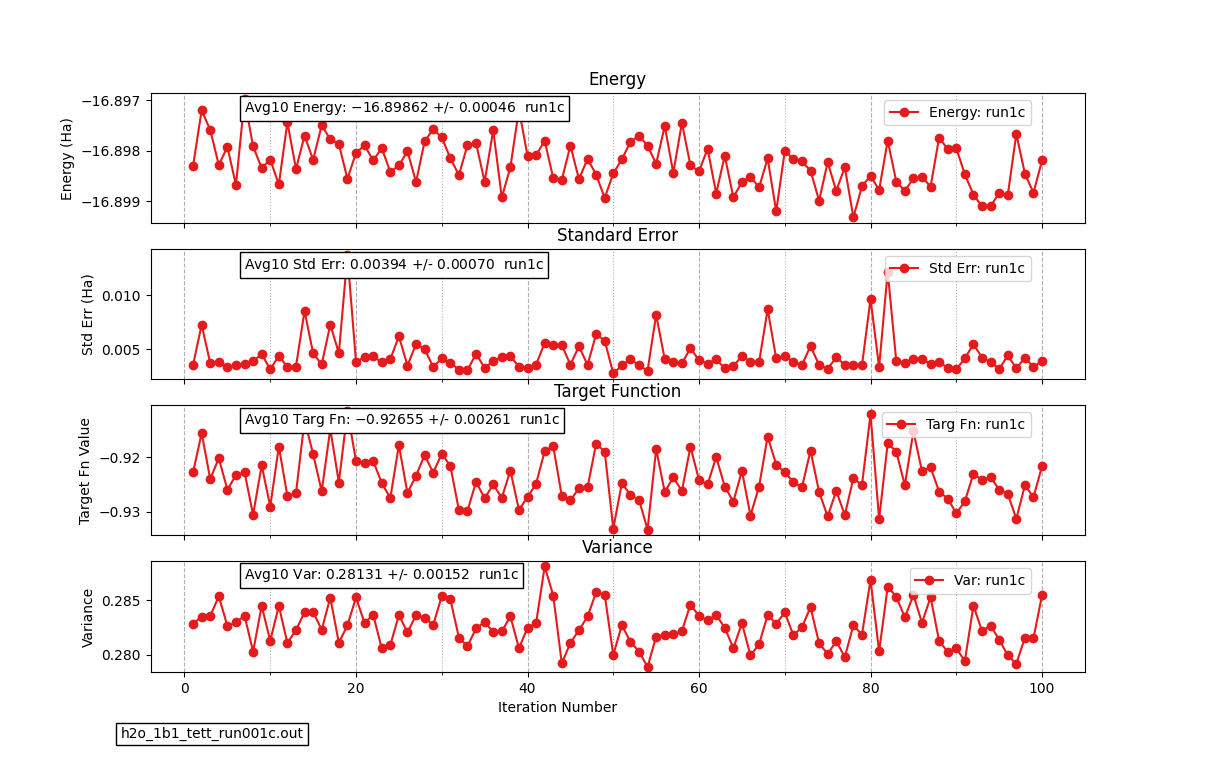 Energy
Avg10 Energy: −16.89862 +/- 0.00046  run1c
Energy: run1c
−16.897
−16.898
−16.899
Energy (Ha)
Standard Error
Avg10 Std Err: 0.00394 +/- 0.00070  run1c
Std Err: run1c
0.010
0.005
Std Err (Ha)
Target Function
Avg10 Targ Fn: −0.92655 +/- 0.00261  run1c
Targ Fn: run1c
−0.92
−0.93
Target Fn Value
Variance
Avg10 Var: 0.28131 +/- 0.00152  run1c
Var: run1c
0.285
0.280
Variance
0 20 40 60 80 100
Iteration Number
h2o_1b1_tett_run001c.out